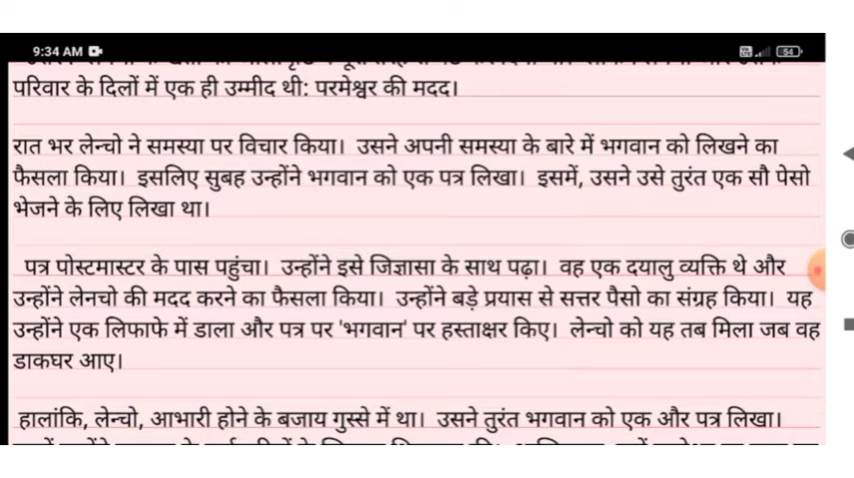 9:34 AM
54
परिवार के दिलों में एक ही उम्मीद थी: परमेश्वर की मदद।
रात भर लेन्चो ने समस्या पर विचार किया। उसने अपनी समस्या के बारे में भगवान को लिखने का
फैसला किया। इसलिए सुबह उन्होंने भगवान को एक पत्र लिखा। इसमें, उसने उसे तुरंत एक सौ पेसो
भेजने के लिए लिखा था।
पत्र पोस्टमास्टर के पास पहुंचा। उन्होंने इसे जिज्ञासा के साथ पढ़ा। वह एक दयालु व्यक्ति थे और
उन्होंने लेनचो की मदद करने का फैसला किया। उन्होंने बड़े प्रयास से सत्तर पैसो का संग्रह किया। यह
उन्होंने एक लिफाफे में डाला और पत्र पर 'भगवान' पर हस्ताक्षर किए। लेन्चो को यह तब मिला जब वह
डाकघर आए।
हालांकि, लेन्चो, आभारी होने के बजाय गुस्से में था। उसने तुरंत भगवान को एक और पत्र लिखा।